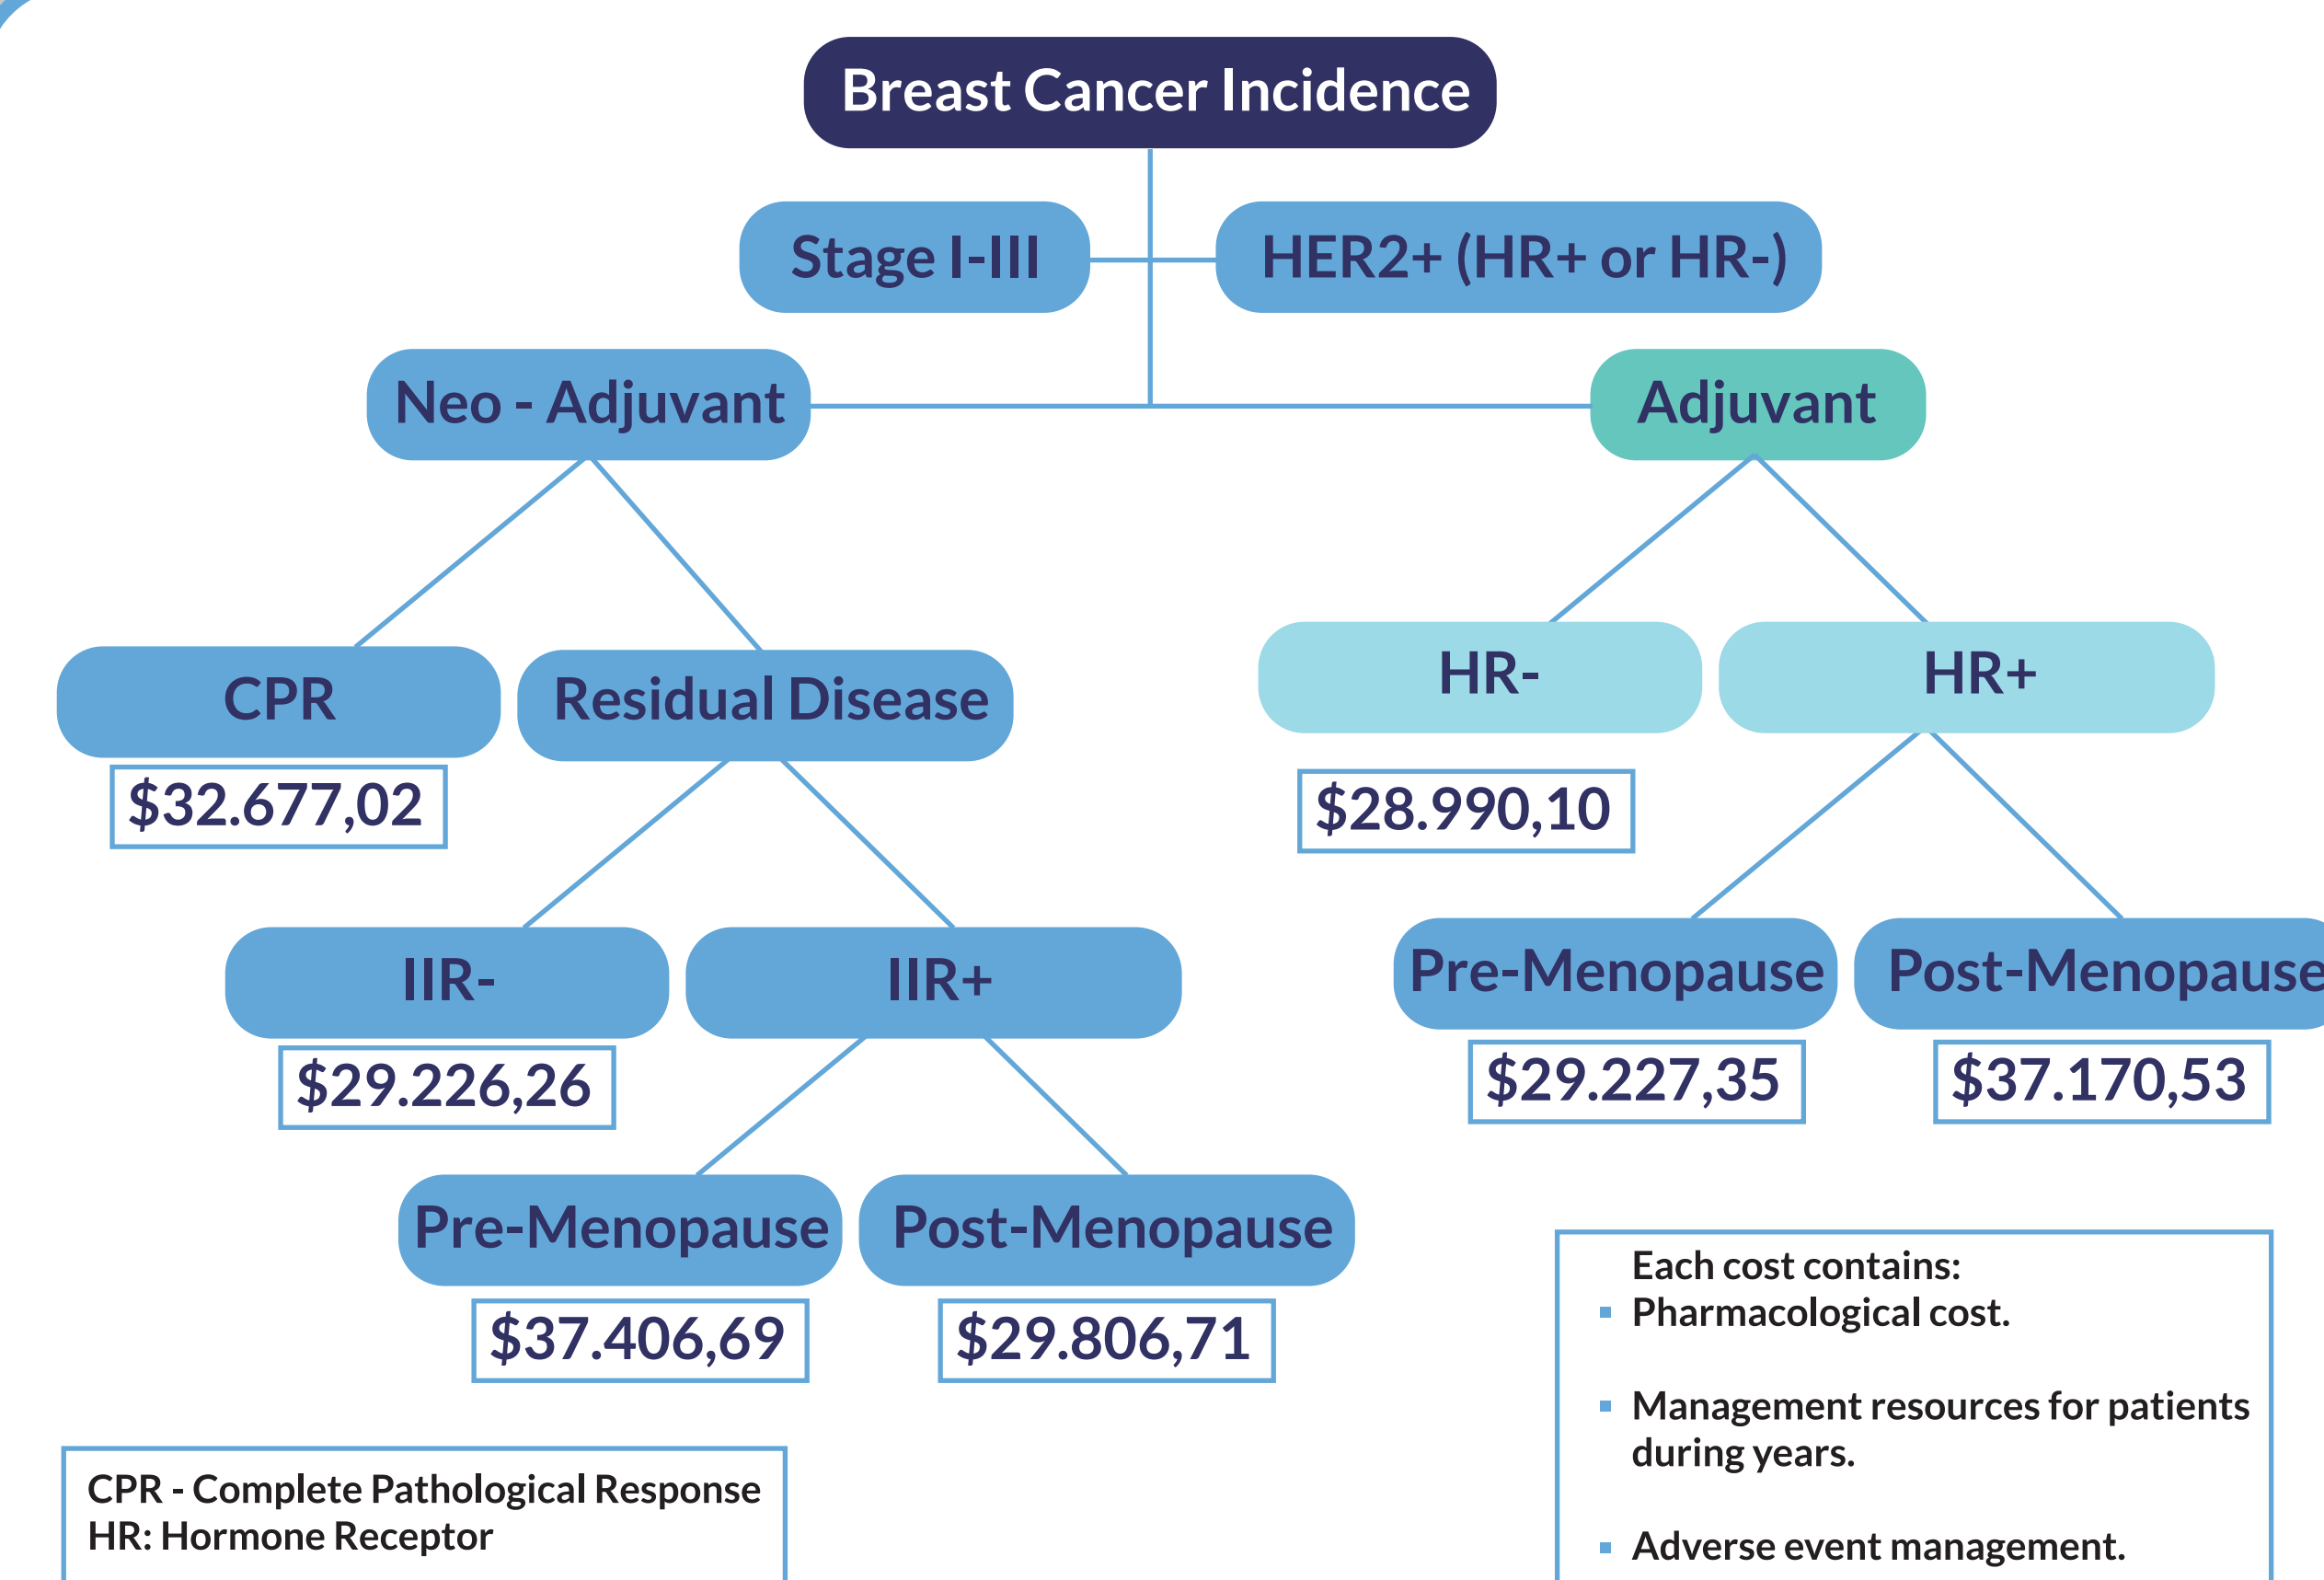 Breast Cancer Incidence
Stage I-III
HER2+ (HR+ or HR-)
Neo - Adjuvant
Adjuvant
CPR
Residual Disease
HR-
HR+
$32.677,02
$28.990,10
IIR-
IIR+
Pre-Menopause
Post-Menopause
$29.226,26
$29.227,35
$37.170,53
Pre-Menopause
Post-Menopause
$37.406,69
$29.806,71
Each cost contains:
Pharmacological cost.
Management resources for patients
during years.
Adverse event management.
CPR - Complete Pathological Response
HR: Hormone Receptor